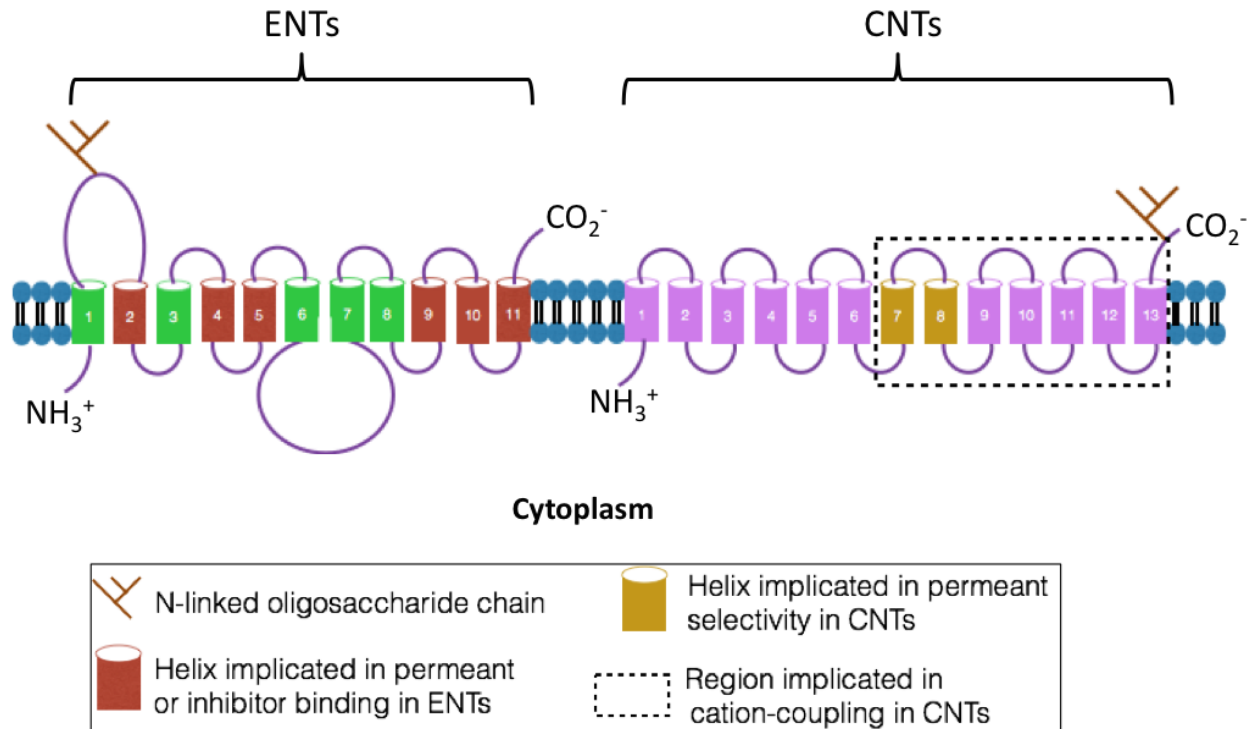 ENTs
CNTs
CO₂⁻
CO₂⁻
1 2 3 4 5 6 7 8 9 10 11
1 2 3 4 5 6 7 8 9 10 11 12 13
NH₃⁺
NH₃⁺
Cytoplasm
N-linked oligosaccharide chain
Helix implicated in permeant
or inhibitor binding in ENTs
Helix implicated in permeant
selectivity in CNTs
Region implicated in
cation-coupling in CNTs